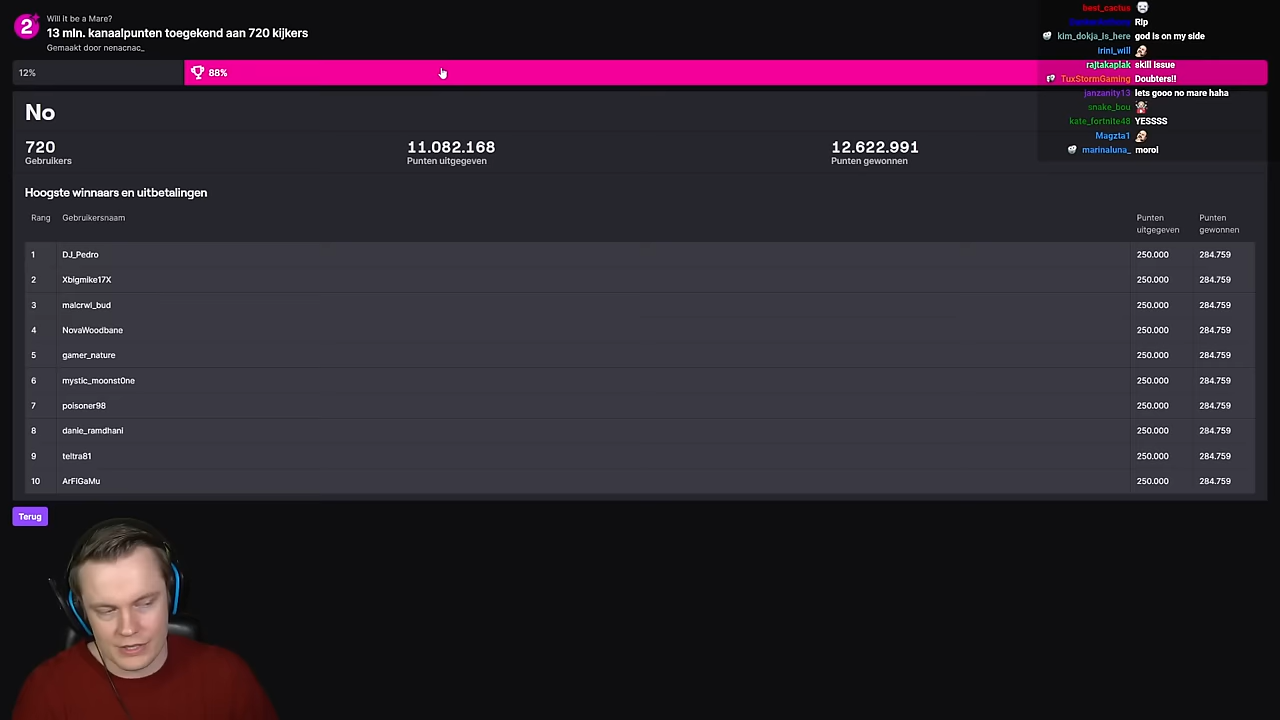 2
Will it be a Mare?
13 mln. kanaalpunten toegekend aan 720 kijkers
Gemaakt door nenacnac_
12%
88%
No
720
Gebruikers
11.082.168
Punten uitgegeven
12.622.991
Punten gewonnen
Hoogste winnaars en uitbetalingen
Rang Gebruikersnaam Punten uitgegeven Punten gewonnen
1 DJ_Pedro 250.000 284.759
2 Xbigmike17X 250.000 284.759
3 malcrwl_bud 250.000 284.759
4 NovaWoodbane 250.000 284.759
5 gamer_nature 250.000 284.759
6 mystic_moonst0ne 250.000 284.759
7 poisoner98 250.000 284.759
8 danie_ramdhani 250.000 284.759
9 teltra81 250.000 284.759
10 ArFiGaMu 250.000 284.759
Terug
best_cactus
Rip
kim_dokja_is_here god is on my side
irini_will
rajtakaplak skill issue
TuxStormGaming Doubters!!
janzanity13 lets gooo no mare haha
snake_bou
kate_fortnite48 YESSSS
Magzta1
marinaluna_ moro!